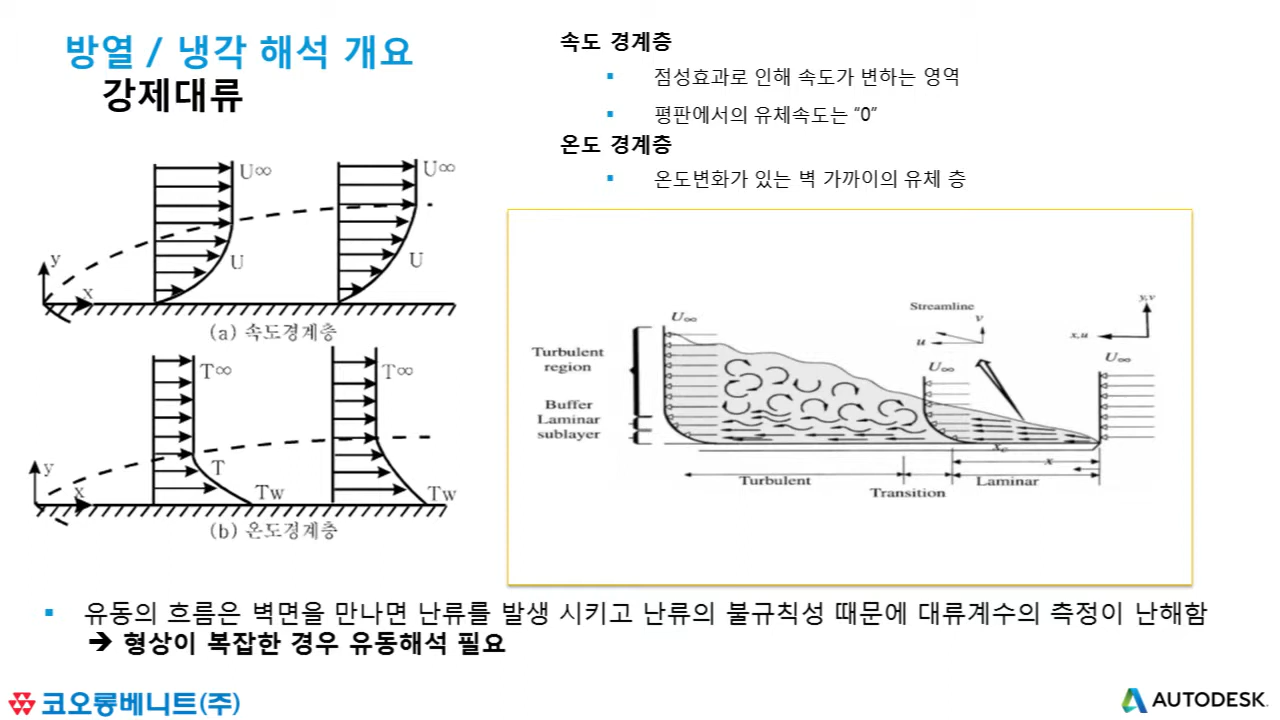 방열 / 냉각 해석 개요
강제대류
속도 경계층
▪ 점성효과로 인해 속도가 변하는 영역
▪ 평판에서의 유체속도는 “0”
온도 경계층
▪ 온도변화가 있는 벽 가까이의 유체 층
U∞
U∞
U
U
y
x
(a) 속도경계층
T∞
T∞
y
T
x
Tw
Tw
(b) 온도경계층
Streamline
y,v
v
u
x,u
U∞
U∞
U∞
Turbulent
region
Buffer
Laminar
sublayer
xc
x
Turbulent
Transition
Laminar
▪ 유동의 흐름은 벽면을 만나면 난류를 발생 시키고 난류의 불규칙성 때문에 대류계수의 측정이 난해함
➔ 형상이 복잡한 경우 유동해석 필요
코오롱베니트(주)
AUTODESK.